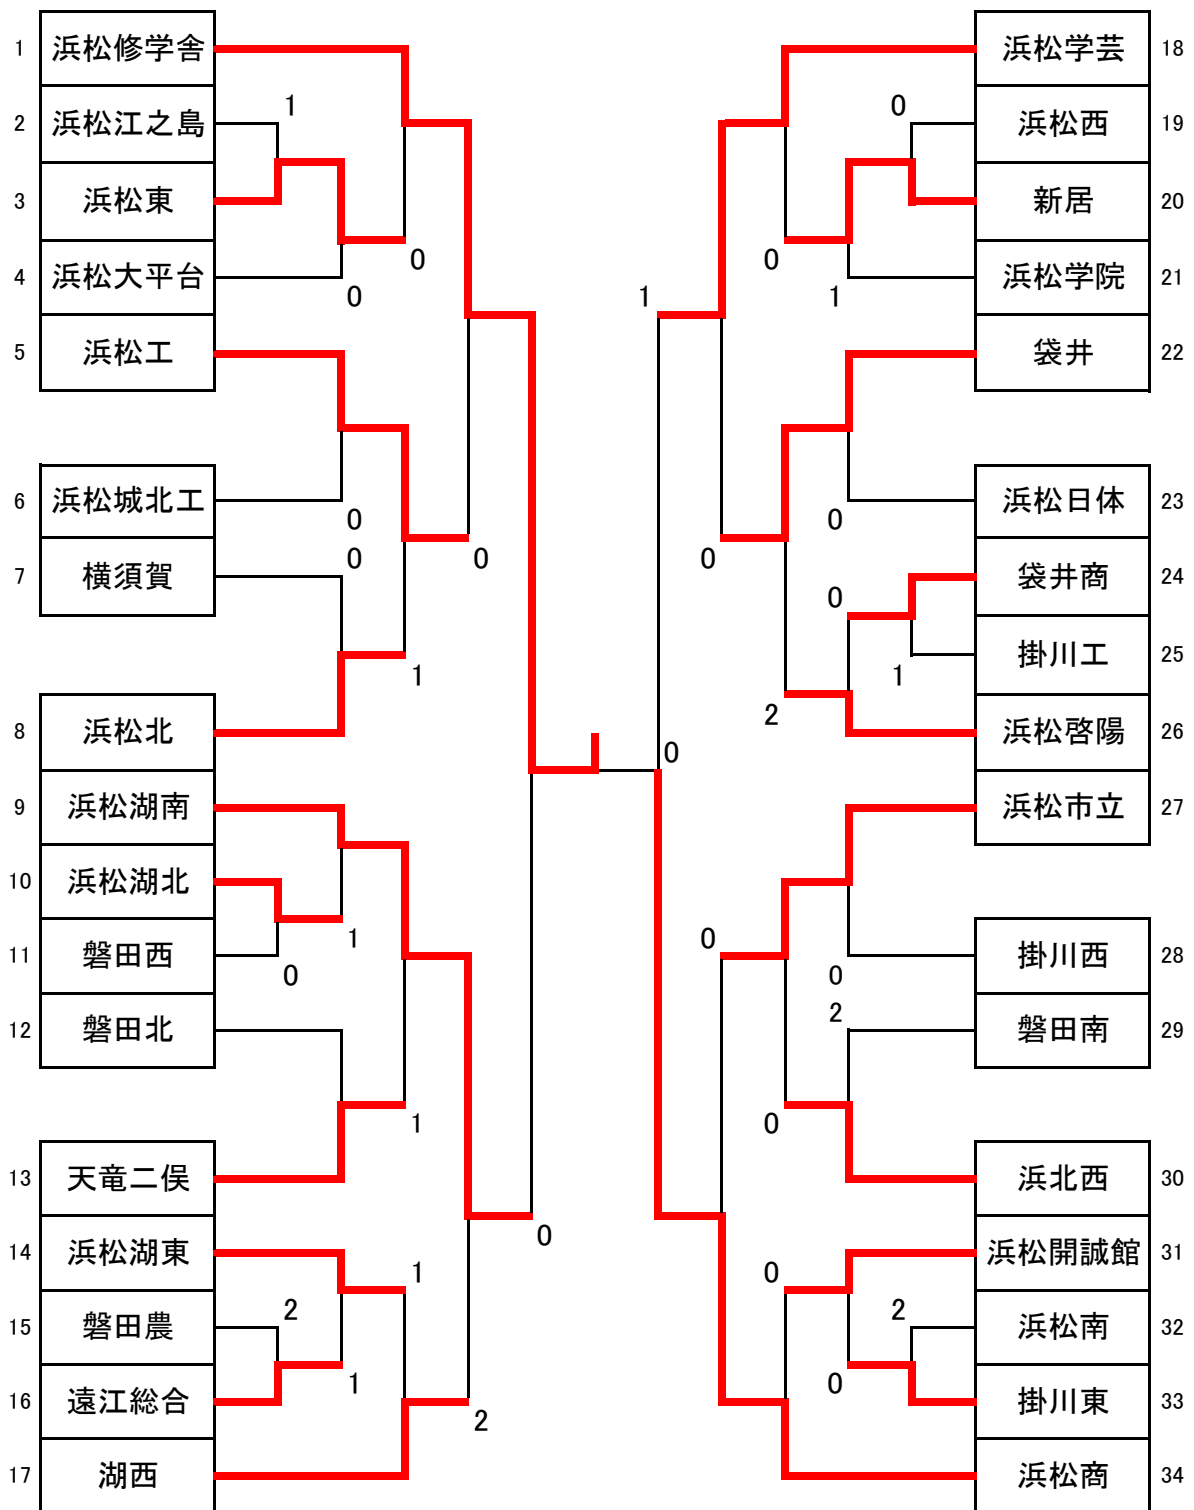 1 浜松修学舎
2 浜松江之島
3 浜松東
4 浜松大平台
5 浜松工
6 浜松城北工
7 横須賀
8 浜松北
9 浜松湖南
10 浜松湖北
11 磐田西
12 磐田北
13 天竜二俣
14 浜松湖東
15 磐田農
16 遠江総合
17 湖西
1
0
0
0
0
0
1
1
0
1
0
1
2
1
2
1
0
0
0
1
0
0
0
1
2
0
0
2
0
0
2
0
浜松学芸 18
浜松西 19
新居 20
浜松学院 21
袋井 22
浜松日体 23
袋井商 24
掛川工 25
浜松啓陽 26
浜松市立 27
掛川西 28
磐田南 29
浜北西 30
浜松開誠館 31
浜松南 32
掛川東 33
浜松商 34